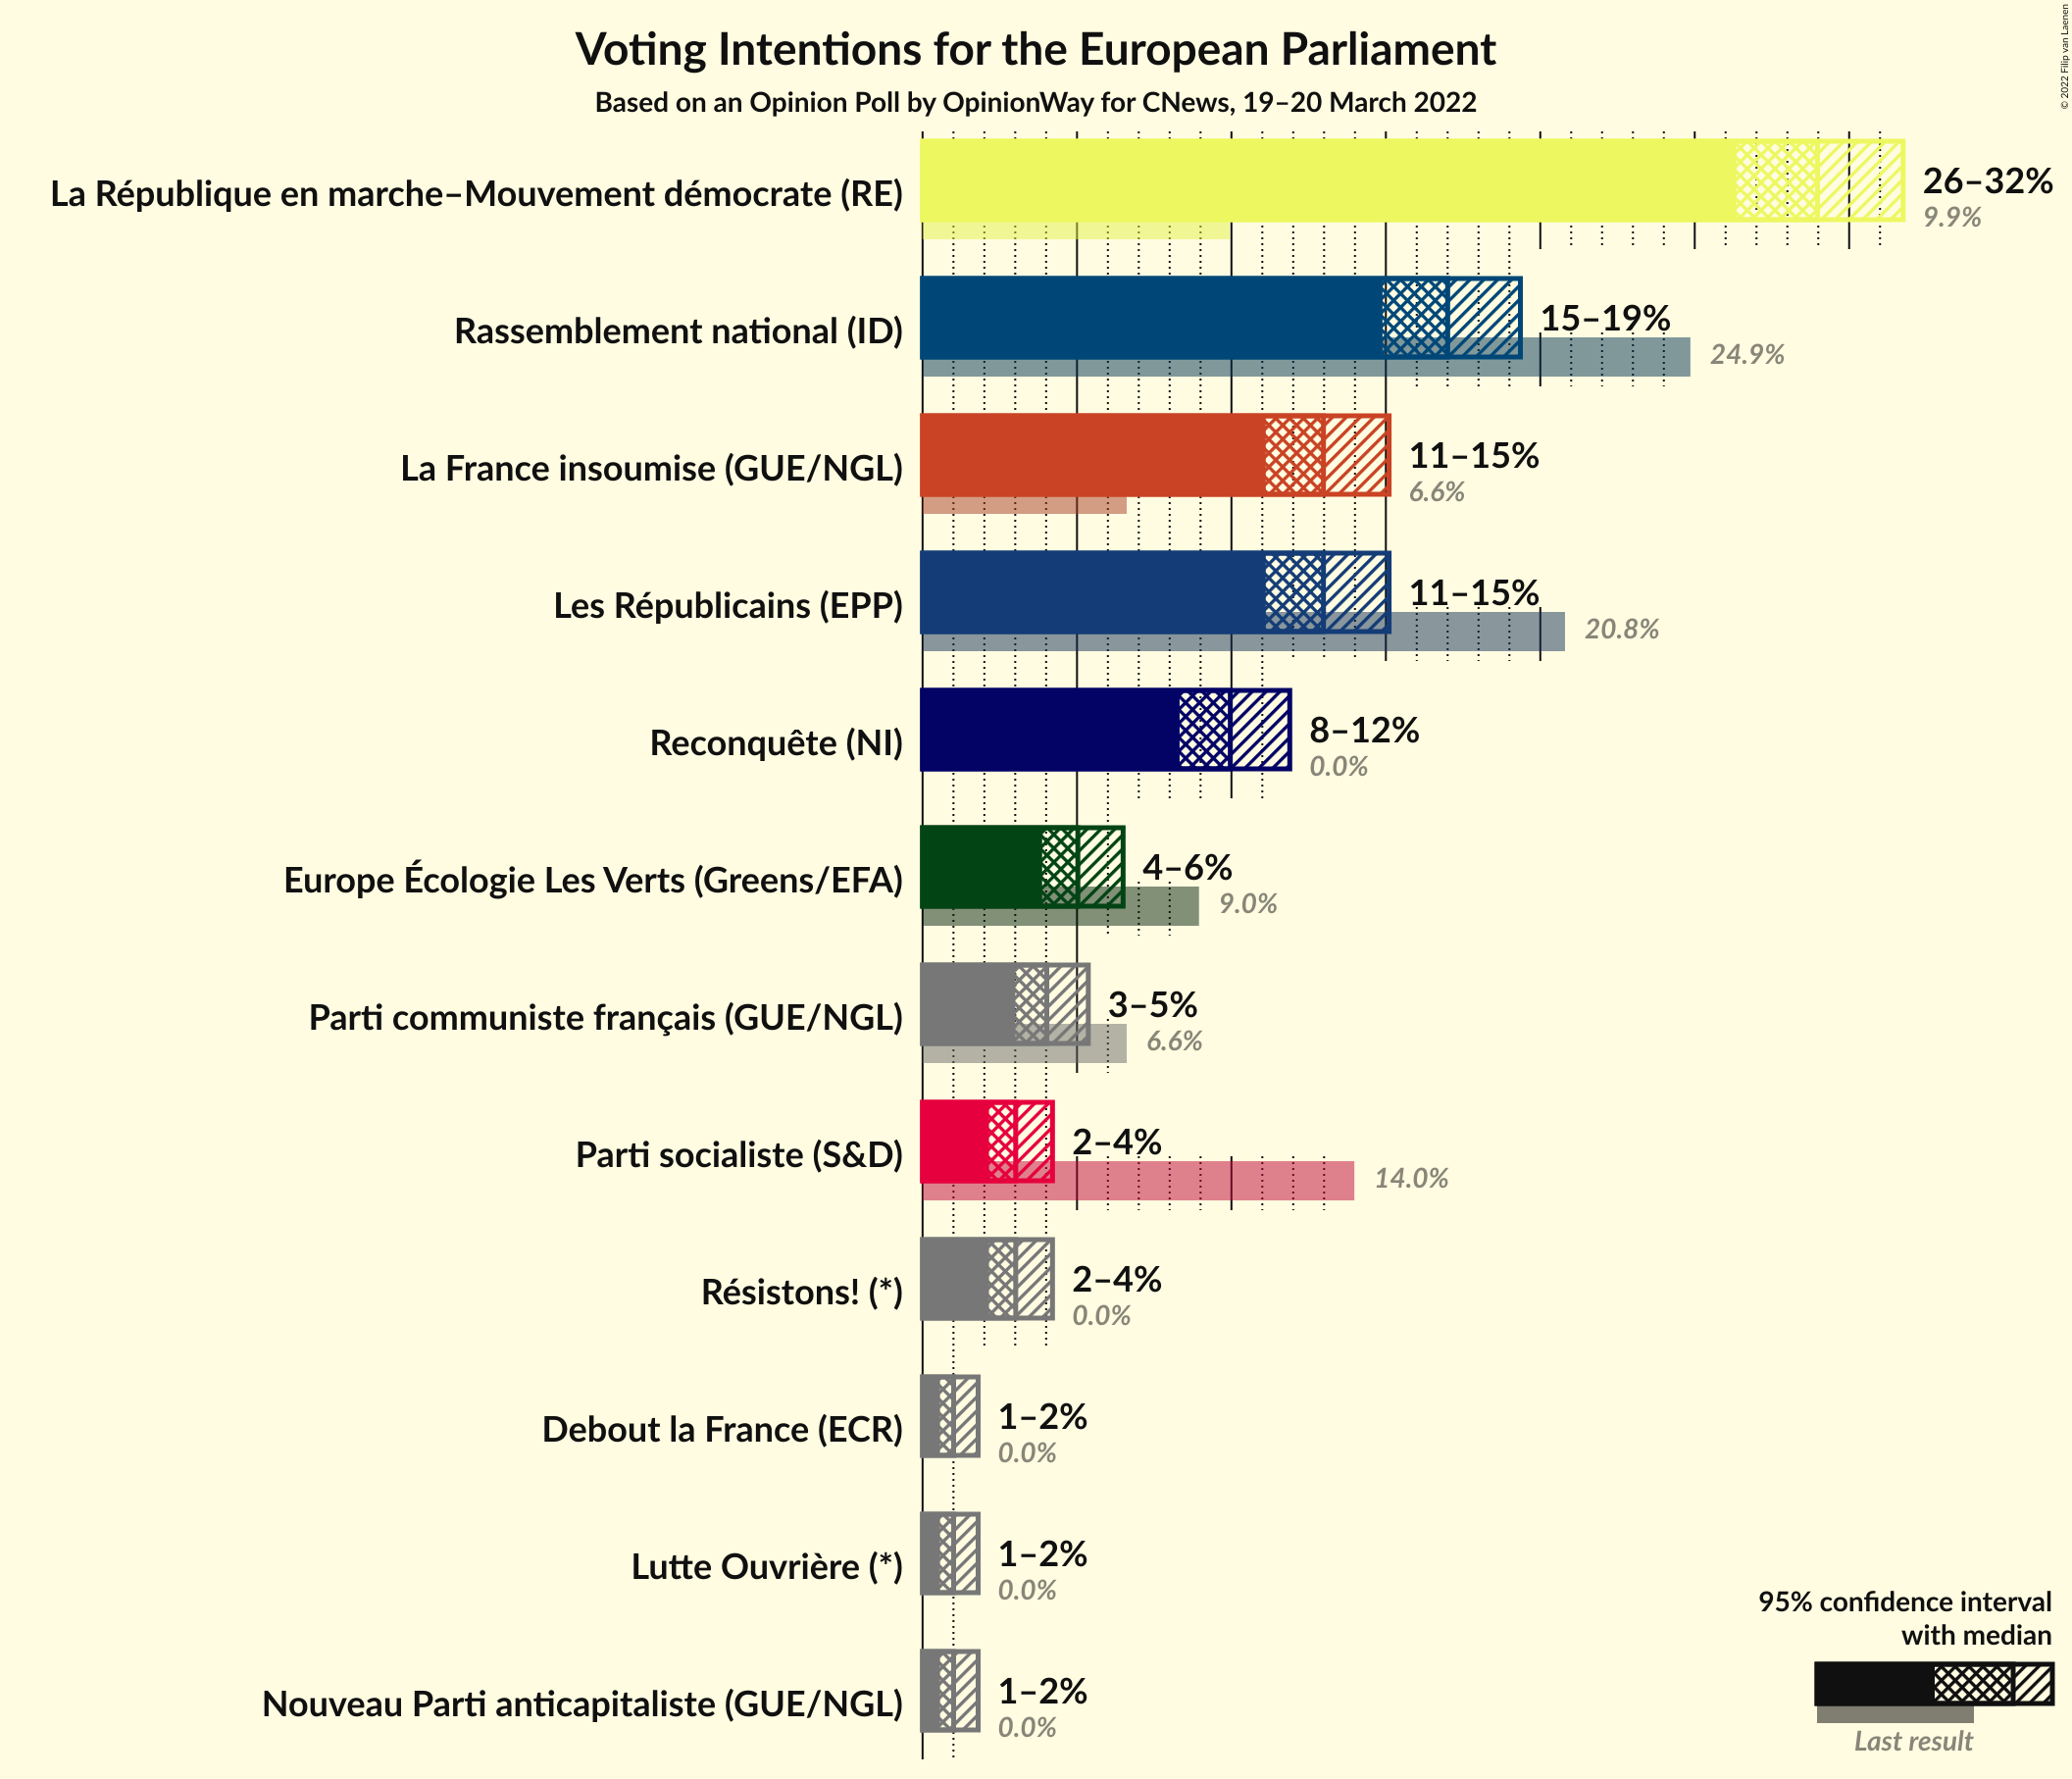 Voting Intentions for the European Parliament
Based on an Opinion Poll by OpinionWay for CNews, 19–20 March 2022
© 2022 Filip van Laenen
La République en marche–Mouvement démocrate (RE)
26–32%
9.9%
Rassemblement national (ID)
15–19%
24.9%
La France insoumise (GUE/NGL)
11–15%
6.6%
Les Républicains (EPP)
11–15%
20.8%
Reconquête (NI)
8–12%
0.0%
Europe Écologie Les Verts (Greens/EFA)
4–6%
9.0%
Parti communiste français (GUE/NGL)
3–5%
6.6%
Parti socialiste (S&D)
2–4%
14.0%
Résistons! (*)
2–4%
0.0%
Debout la France (ECR)
1–2%
0.0%
Lutte Ouvrière (*)
1–2%
0.0%
Nouveau Parti anticapitaliste (GUE/NGL)
1–2%
0.0%
95% confidence interval
with median
Last result